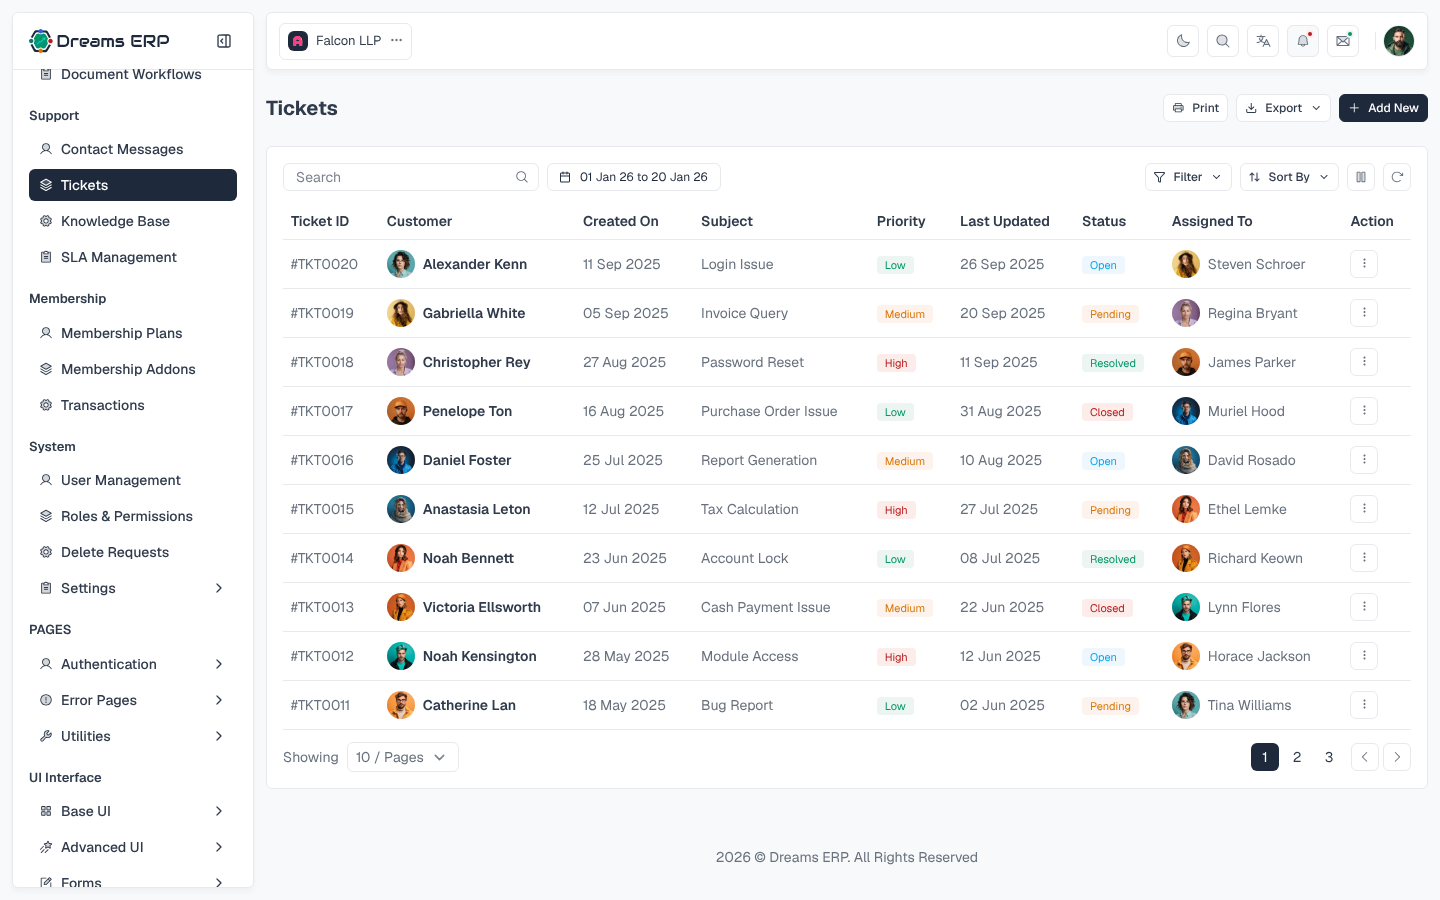 Dreams ERP
Document Workflows
Support
Contact Messages
Tickets
Knowledge Base
SLA Management
Membership
Membership Plans
Membership Addons
Transactions
System
User Management
Roles & Permissions
Delete Requests
Settings
PAGES
Authentication
Error Pages
Utilities
UI Interface
Base UI
Advanced UI
Forms
Falcon LLP
Tickets
Print
Export
Add New
Search
01 Jan 26 to 20 Jan 26
Filter
Sort By
Ticket ID Customer Created On Subject Priority Last Updated Status Assigned To Action
#TKT0020 Alexander Kenn 11 Sep 2025 Login Issue Low 26 Sep 2025 Open Steven Schroer
#TKT0019 Gabriella White 05 Sep 2025 Invoice Query Medium 20 Sep 2025 Pending Regina Bryant
#TKT0018 Christopher Rey 27 Aug 2025 Password Reset High 11 Sep 2025 Resolved James Parker
#TKT0017 Penelope Ton 16 Aug 2025 Purchase Order Issue Low 31 Aug 2025 Closed Muriel Hood
#TKT0016 Daniel Foster 25 Jul 2025 Report Generation Medium 10 Aug 2025 Open David Rosado
#TKT0015 Anastasia Leton 12 Jul 2025 Tax Calculation High 27 Jul 2025 Pending Ethel Lemke
#TKT0014 Noah Bennett 23 Jun 2025 Account Lock Low 08 Jul 2025 Resolved Richard Keown
#TKT0013 Victoria Ellsworth 07 Jun 2025 Cash Payment Issue Medium 22 Jun 2025 Closed Lynn Flores
#TKT0012 Noah Kensington 28 May 2025 Module Access High 12 Jun 2025 Open Horace Jackson
#TKT0011 Catherine Lan 18 May 2025 Bug Report Low 02 Jun 2025 Pending Tina Williams
Showing 10 / Pages
1 2 3
2026 © Dreams ERP. All Rights Reserved